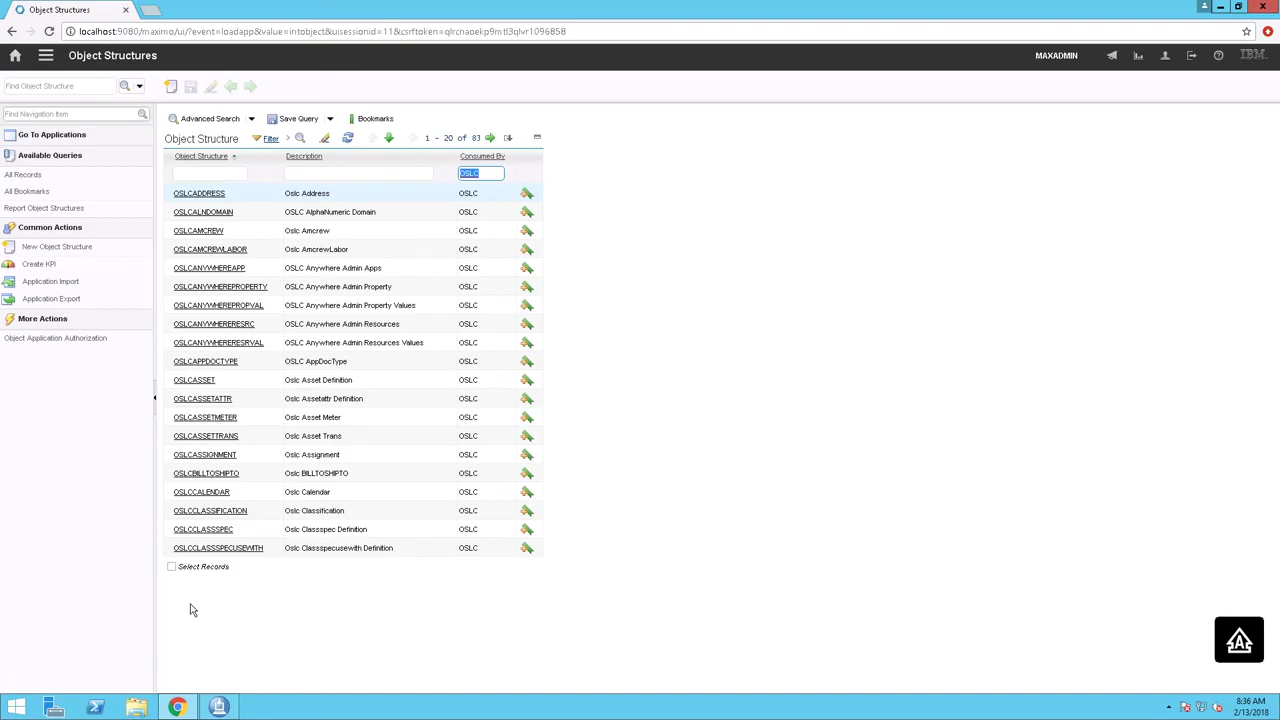 Object Structures
localhost:9080/maximo/ui/?event=loadapp&value=intobject&uisessionid=11&csrftoken=qlrcnaoekp9mtl3qlvr1096858
Object Structures
MAXADMIN
IBM
Find Object Structure
Find Navigation Item
Go To Applications
Available Queries
All Records
All Bookmarks
Report Object Structures
Common Actions
New Object Structure
Create KPI
Application Import
Application Export
More Actions
Object Application Authorization
Advanced Search Save Query Bookmarks
Object Structure Filter 1 - 20 of 83
Object Structure Description Consumed By
OSLC
OSLCADDRESS Oslc Address OSLC
OSLCALNDOMAIN OSLC AlphaNumeric Domain OSLC
OSLCAMCREW Oslc Amcrew OSLC
OSLCAMCREWLABOR Oslc AmcrewLabor OSLC
OSLCANYWHEREAPP OSLC Anywhere Admin Apps OSLC
OSLCANYWHEREPROPERTY OSLC Anywhere Admin Property OSLC
OSLCANYWHEREPROPVAL OSLC Anywhere Admin Property Values OSLC
OSLCANYWHERERESRC OSLC Anywhere Admin Resources OSLC
OSLCANYWHERERESRVAL OSLC Anywhere Admin Resources Values OSLC
OSLCAPPDOCTYPE OSLC AppDocType OSLC
OSLCASSET Oslc Asset Definition OSLC
OSLCASSETATTR Oslc Assetattr Definition OSLC
OSLCASSETMETER Oslc Asset Meter OSLC
OSLCASSETTRANS Oslc Asset Trans OSLC
OSLCASSIGNMENT Oslc Assignment OSLC
OSLCBILLTOSHIPTO Oslc BILLTOSHIPTO OSLC
OSLCCALENDAR Oslc Calendar OSLC
OSLCCLASSIFICATION Oslc Classification OSLC
OSLCCLASSSPEC Oslc Classspec Definition OSLC
OSLCCLASSSPECUSEWITH Oslc Classspecusewith Definition OSLC
Select Records
8:36 AM
2/13/2018